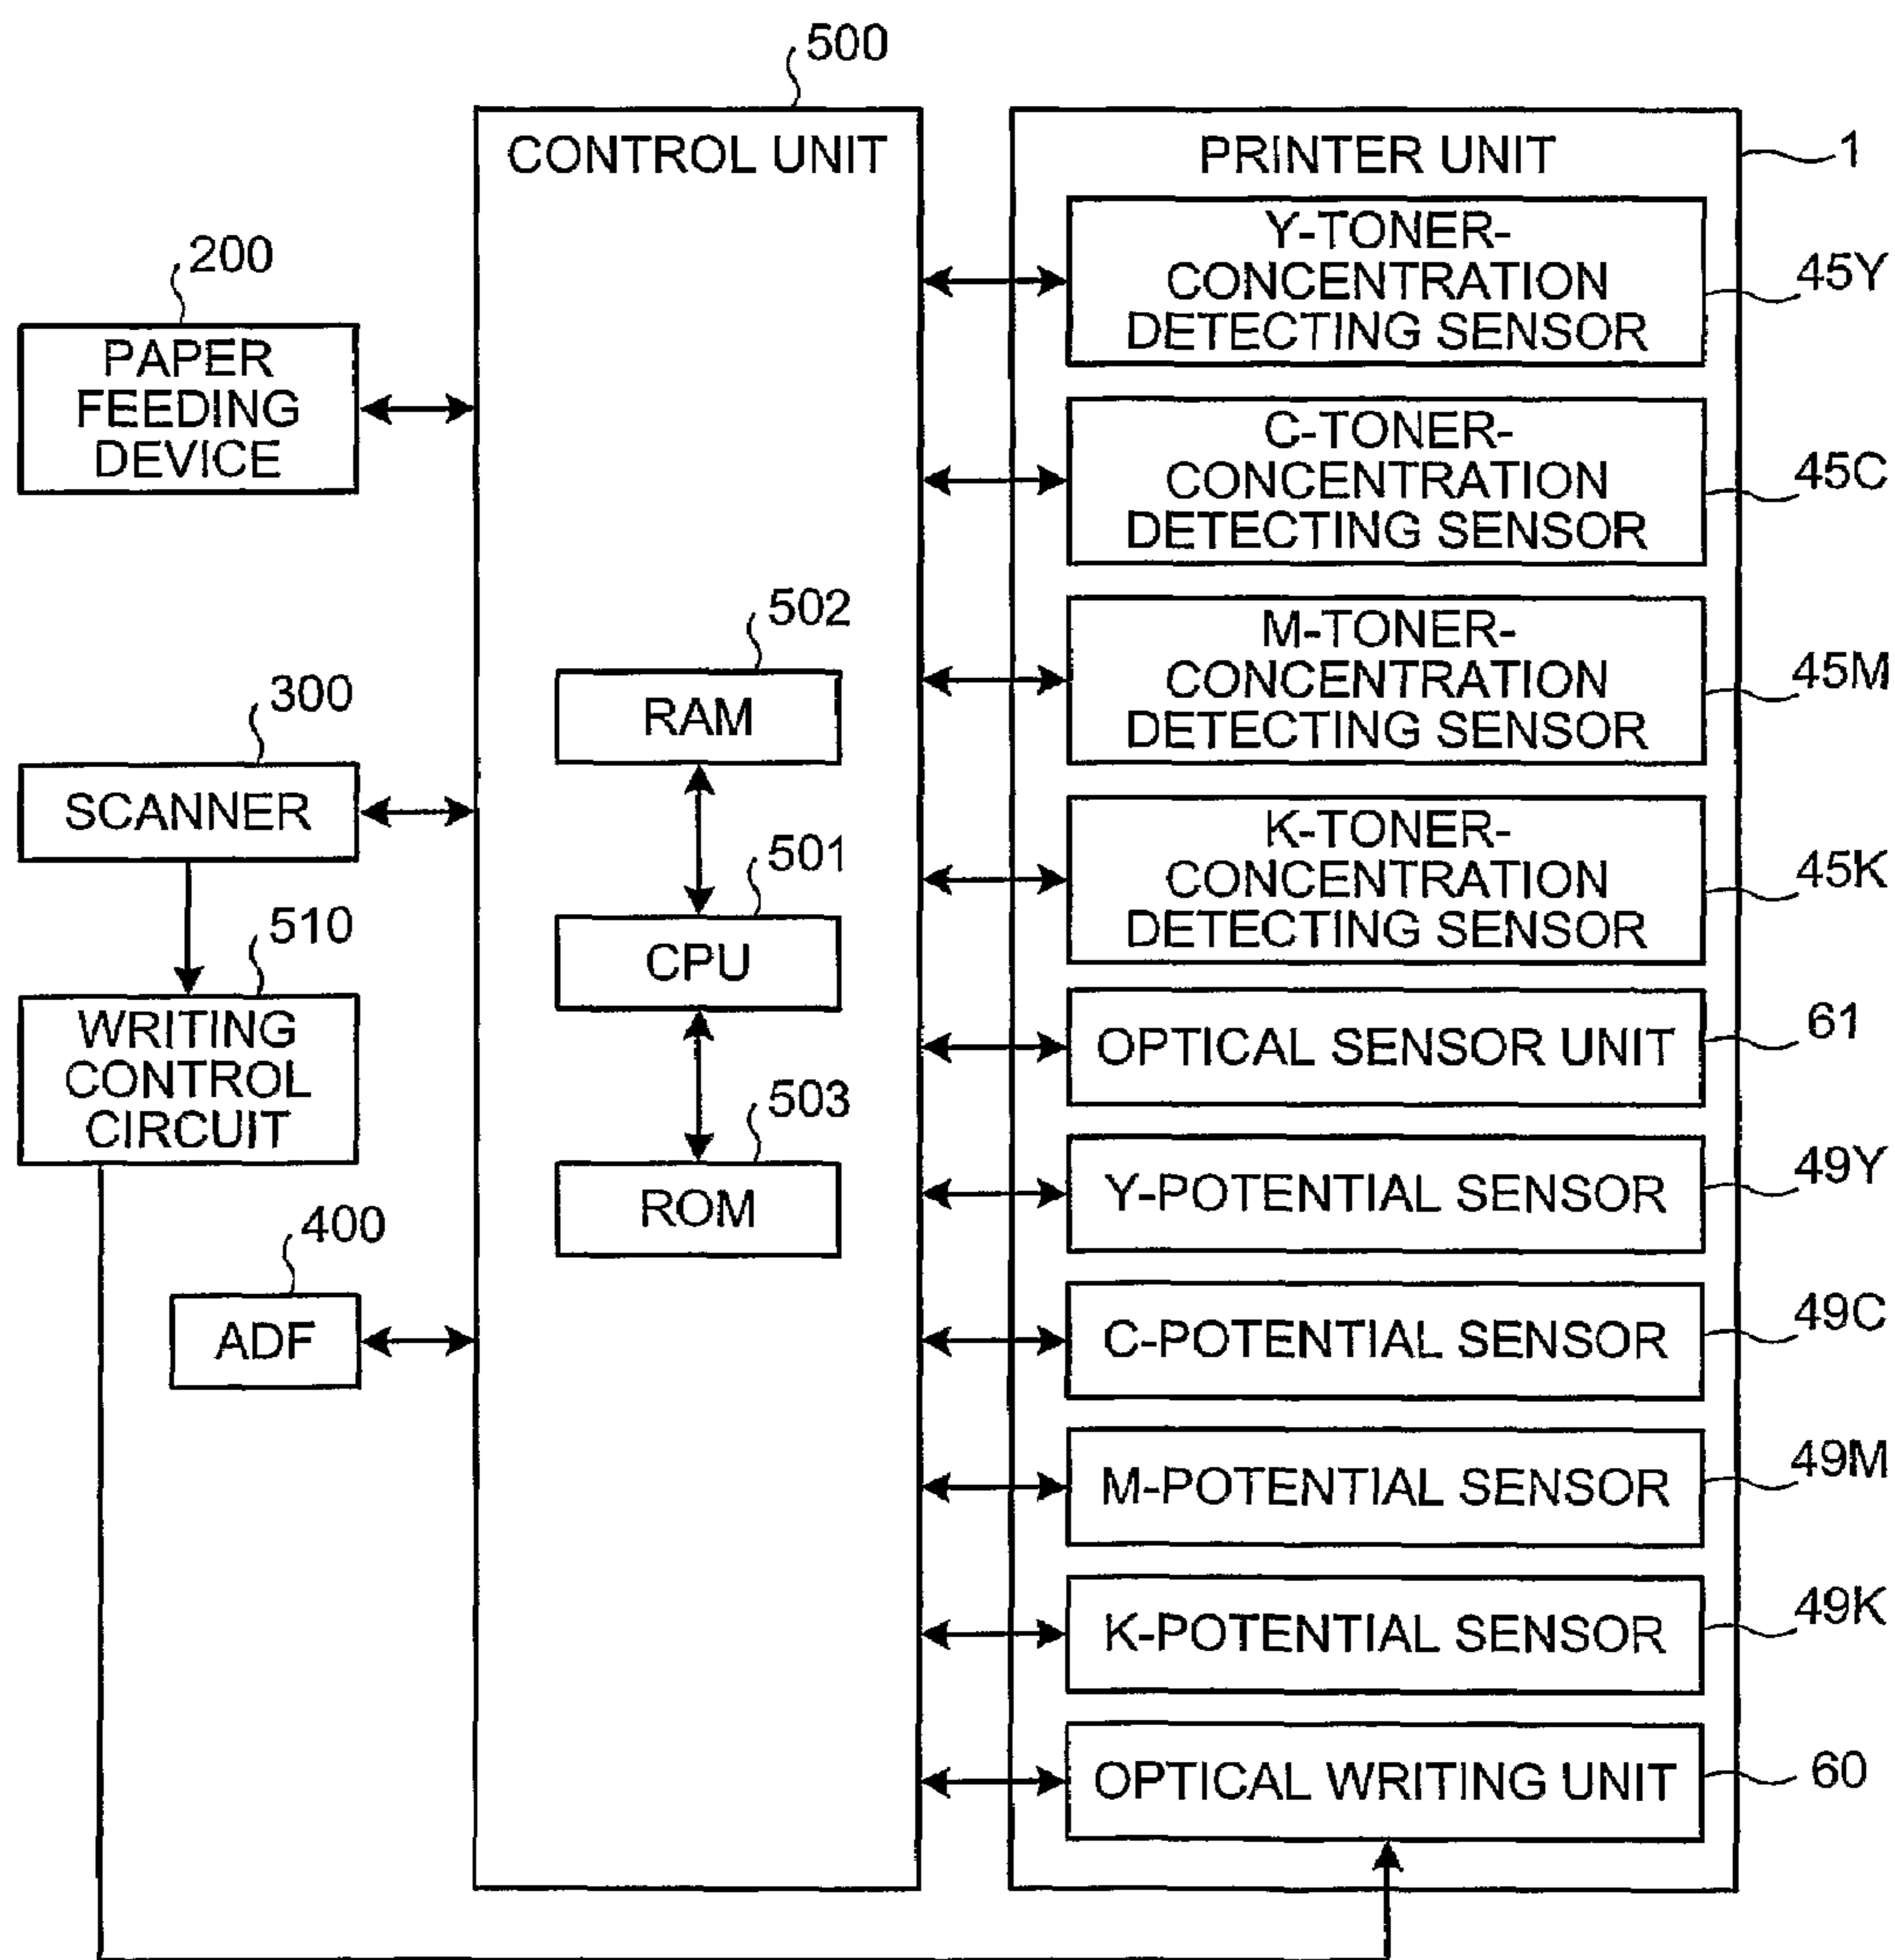 500
CONTROL UNIT
PRINTER UNIT
1
200
PAPER
FEEDING
DEVICE
300
SCANNER
510
WRITING
CONTROL
CIRCUIT
400
ADF
502
RAM
501
CPU
503
ROM
Y-TONER-
CONCENTRATION
DETECTING SENSOR
45Y
C-TONER-
CONCENTRATION
DETECTING SENSOR
45C
M-TONER-
CONCENTRATION
DETECTING SENSOR
45M
K-TONER-
CONCENTRATION
DETECTING SENSOR
45K
OPTICAL SENSOR UNIT
61
Y-POTENTIAL SENSOR
49Y
C-POTENTIAL SENSOR
49C
M-POTENTIAL SENSOR
49M
K-POTENTIAL SENSOR
49K
OPTICAL WRITING UNIT
60